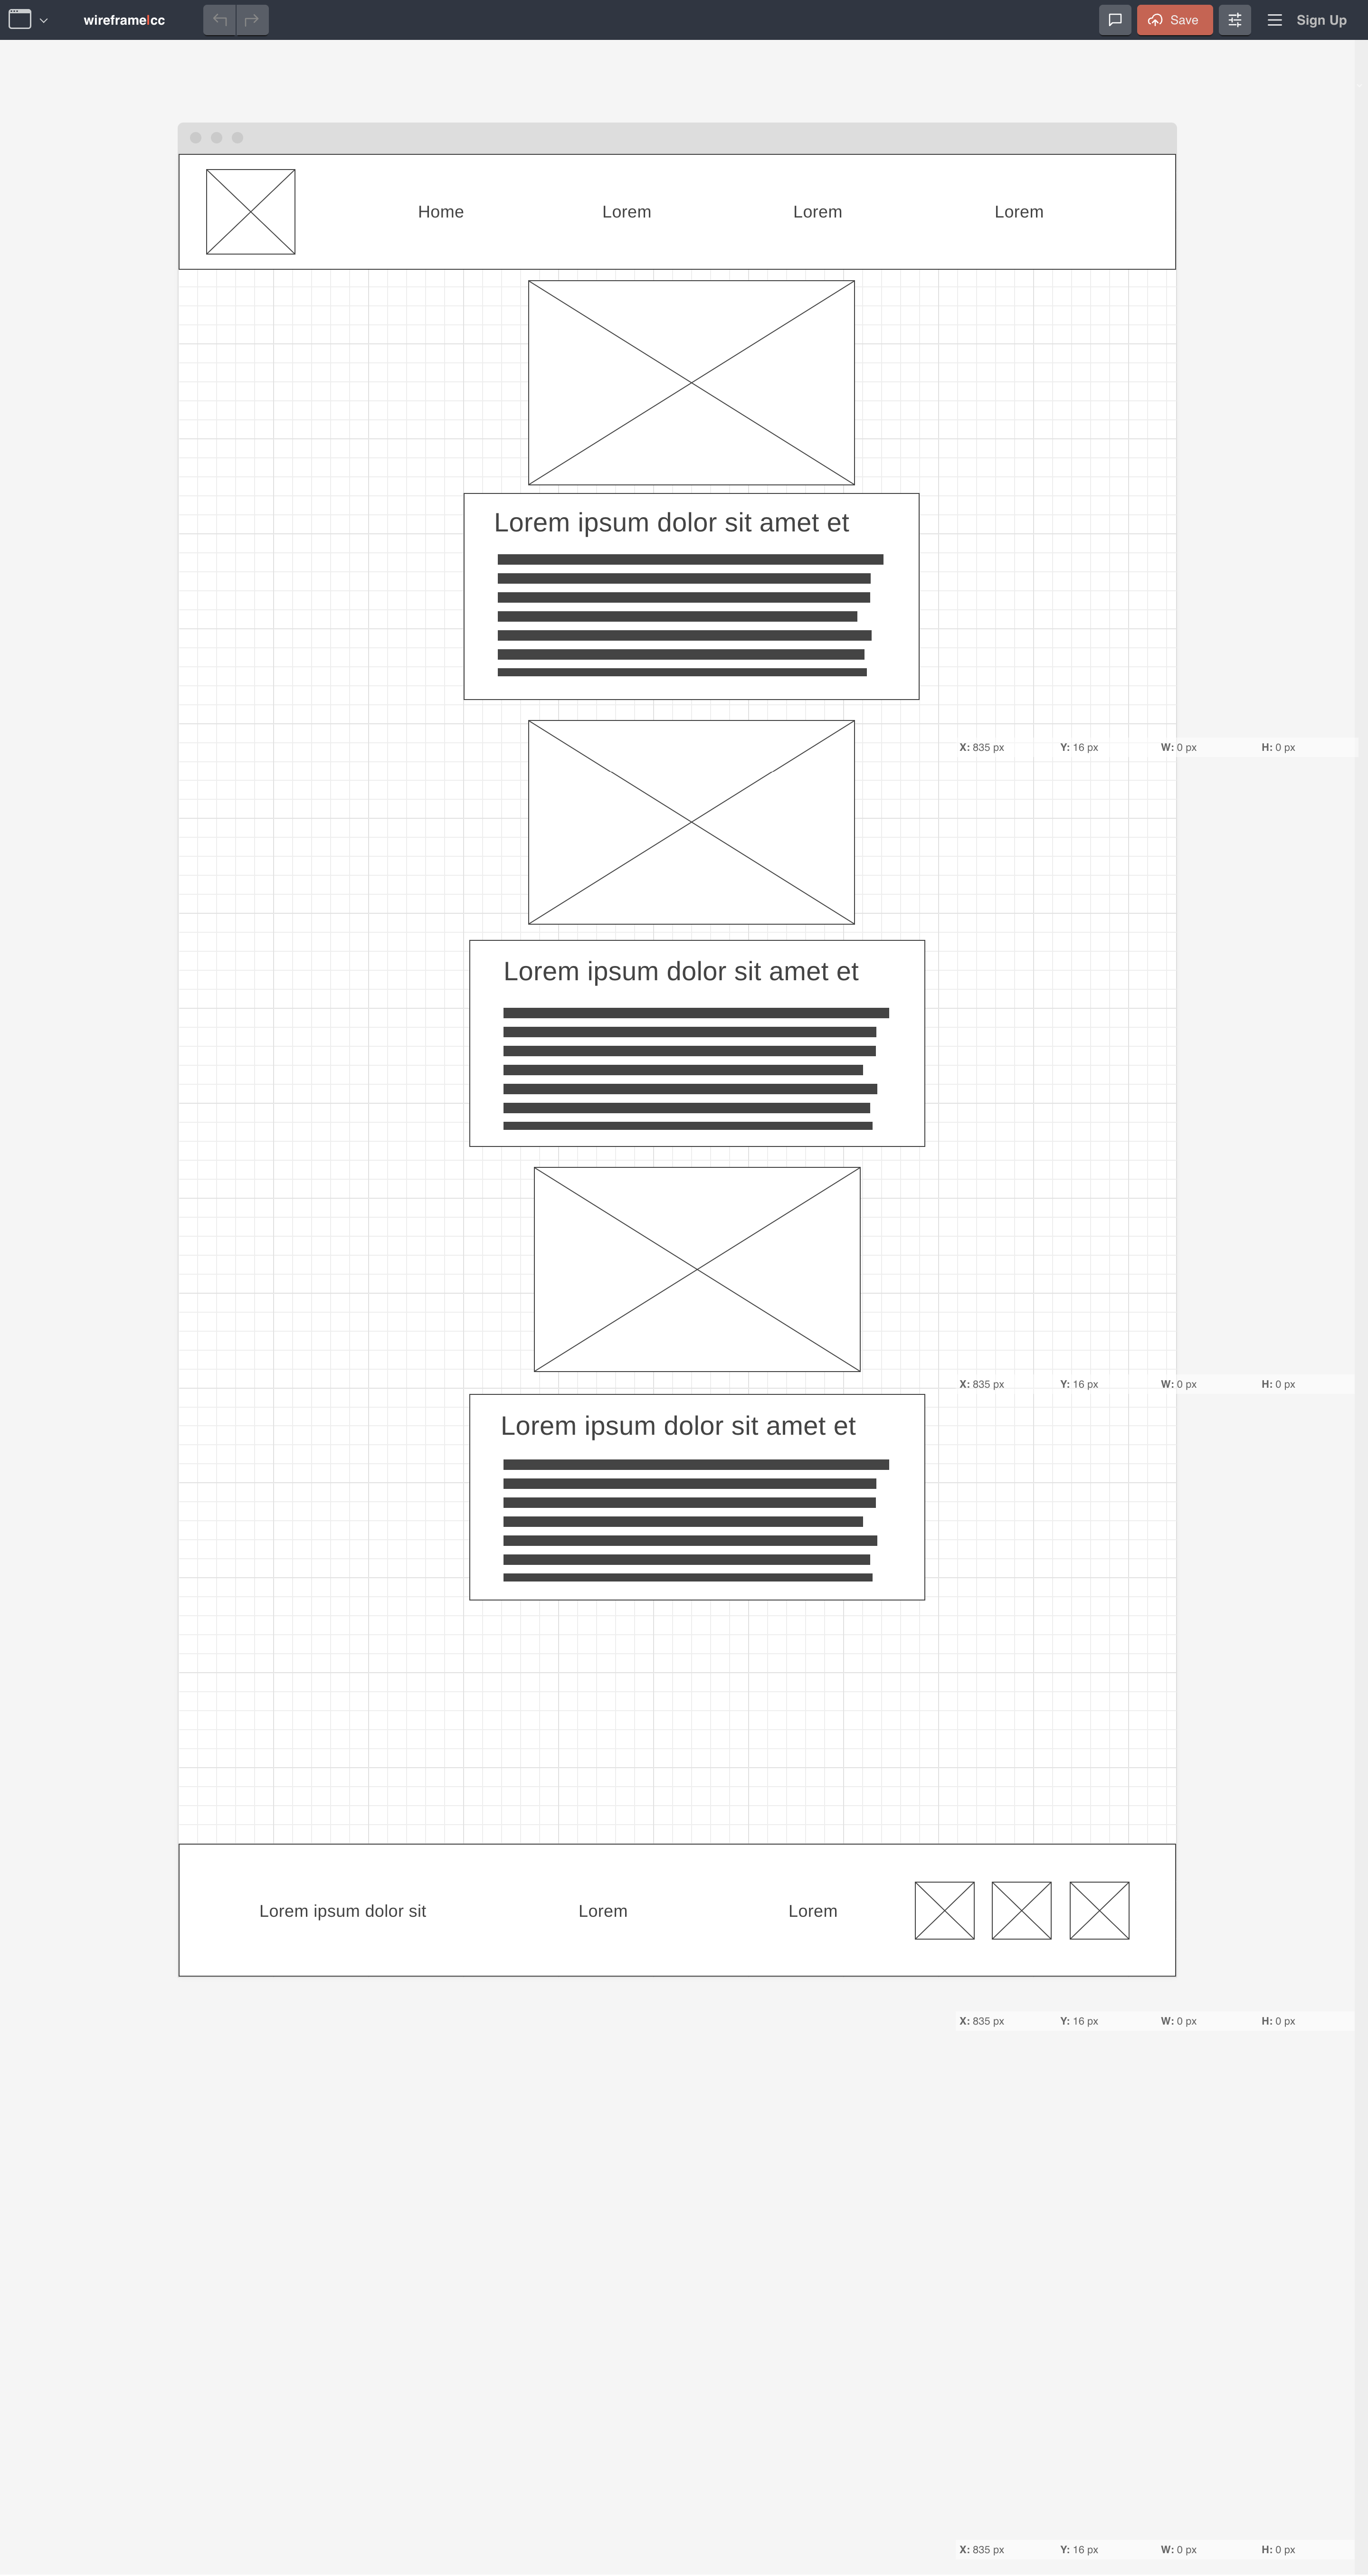 wireframe|cc
Save
Sign Up
Home Lorem Lorem Lorem
Lorem ipsum dolor sit amet et
X: 835 px Y: 16 px W: 0 px H: 0 px
Lorem ipsum dolor sit amet et
X: 835 px Y: 16 px W: 0 px H: 0 px
Lorem ipsum dolor sit amet et
Lorem ipsum dolor sit Lorem Lorem
X: 835 px Y: 16 px W: 0 px H: 0 px
X: 835 px Y: 16 px W: 0 px H: 0 px